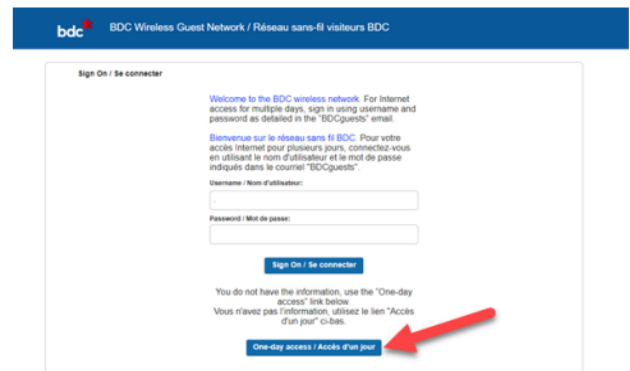 bdc
BDC Wireless Guest Network / Réseau sans-fil visiteurs BDC
Sign On / Se connecter
Welcome to the BDC wireless network. For Internet
access for multiple days, sign in using username and
password as detailed in the "BDCguests" email.
Bienvenue sur le réseau sans fil BDC. Pour votre
accès Internet pour plusieurs jours, connectez-vous
en utilisant le nom d'utilisateur et le mot de passe
indiqués dans le courriel "BDCguests".
Username / Nom d'utilisateur:
Password / Mot de passe:
Sign On / Se connecter
You do not have the information, use the "One-day
access" link below.
Vous n'avez pas l'information, utilisez le lien "Accès
d'un jour" ci-bas.
One-day access / Accès d'un jour